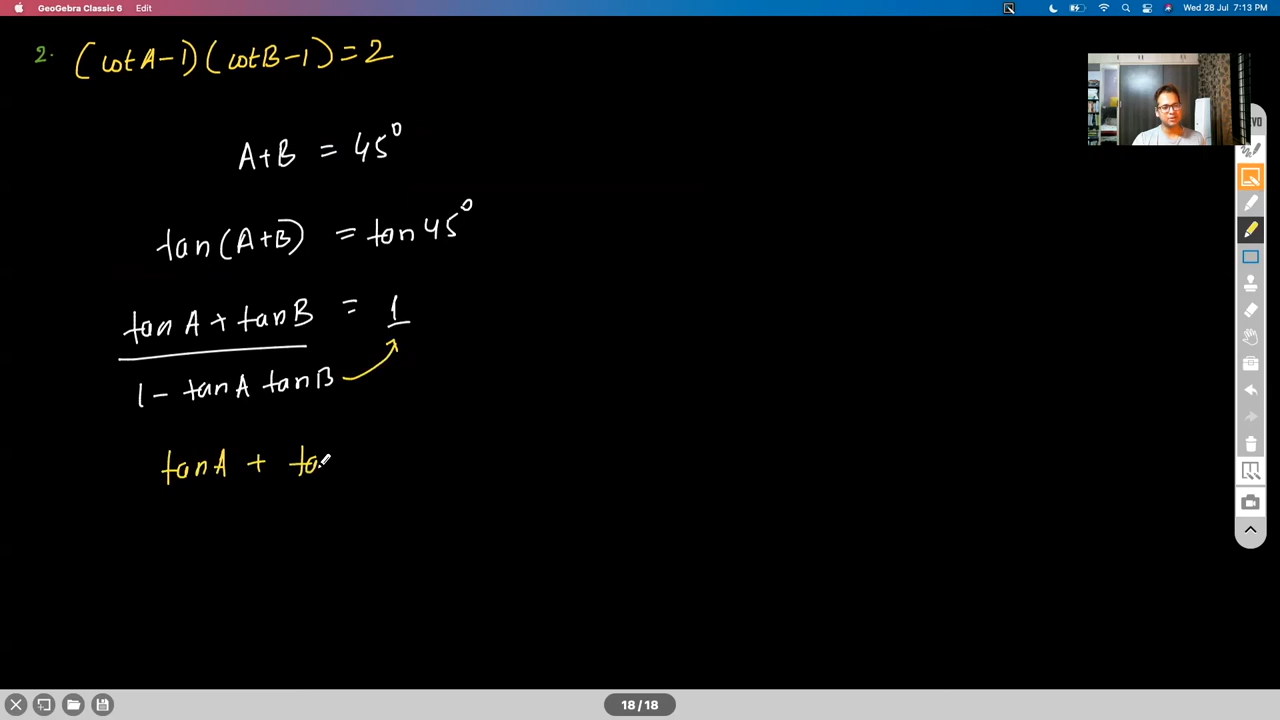 GeoGebra Classic 6 Edit Wed 28 Jul 7:13 PM
2. (cotA-1)(cotB-1)=2
A+B = 45°
tan(A+B) = tan45°
tanA + tanB = 1
1 - tanA tanB
tanA + ta
18/18